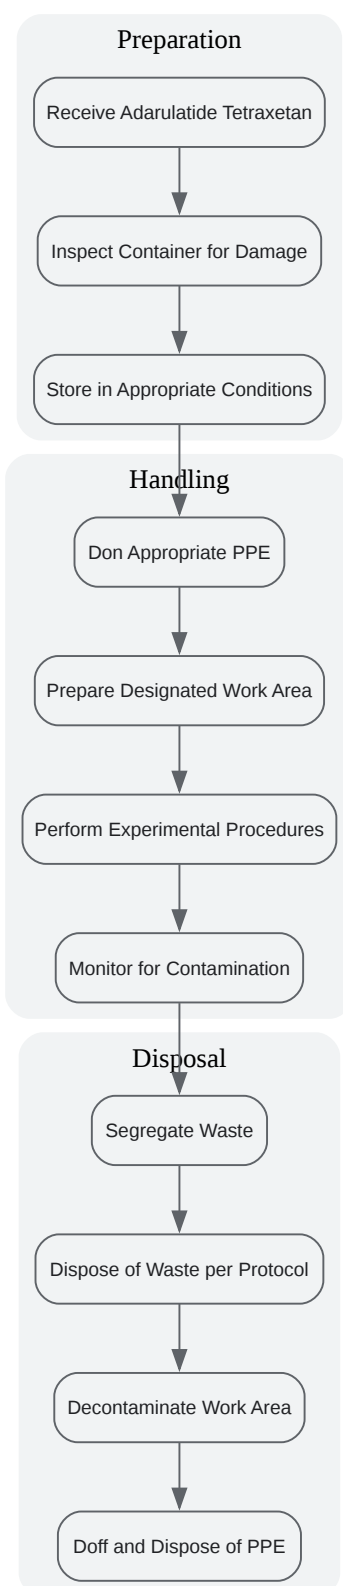 Preparation
Receive Adarulatide Tetraxetan
Inspect Container for Damage
Store in Appropriate Conditions
Handling
Don Appropriate PPE
Prepare Designated Work Area
Perform Experimental Procedures
Monitor for Contamination
Disposal
Segregate Waste
Dispose of Waste per Protocol
Decontaminate Work Area
Doff and Dispose of PPE